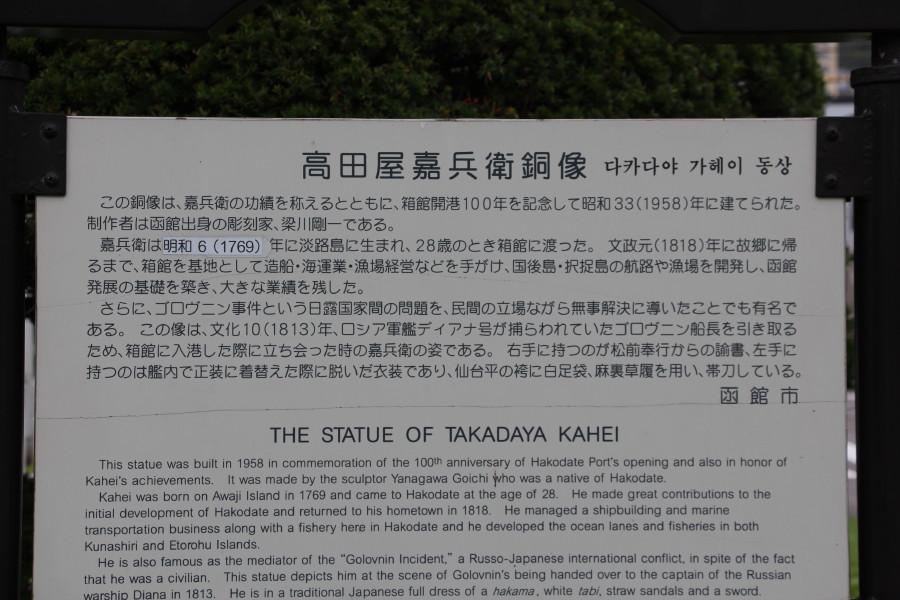 高田屋嘉兵衛銅像 다카다야 가헤이 동상
この銅像は、嘉兵衛の功績を称えるとともに、箱館開港100年を記念して昭和33(1958)年に建てられた。
制作者は函館出身の彫刻家、梁川剛一である。
嘉兵衛は明和6(1769)年に淡路島に生まれ、28歳のとき箱館に渡った。 文政元(1818)年に故郷に帰
るまで、箱館を基地として造船・海運業・漁場経営などを手がけ、国後島・択捉島の航路や漁場を開発し、函館
発展の基礎を築き、大きな業績を残した。
さらに、ゴロヴニン事件という日露国家間の問題を、民間の立場ながら無事解決に導いたことでも有名で
ある。 この像は、文化10(1813)年、ロシア軍艦ディアナ号が捕らわれていたゴロヴニン船長を引き取る
ため、箱館に入港した際に立ち会った時の嘉兵衛の姿である。 右手に持つのが松前奉行からの諭書、左手に
持つのは艦内で正装に着替えた際に脱いだ衣装であり、仙台平の袴に白足袋、麻裏草履を用い、帯刀している。
函館市
THE STATUE OF TAKADAYA KAHEI
This statue was built in 1958 in commemoration of the 100th anniversary of Hakodate Port's opening and also in honor of
Kahei's achievements. It was made by the sculptor Yanagawa Goichi who was a native of Hakodate.
Kahei was born on Awaji Island in 1769 and came to Hakodate at the age of 28. He made great contributions to the
initial development of Hakodate and returned to his hometown in 1818. He managed a shipbuilding and marine
transportation business along with a fishery here in Hakodate and he developed the ocean lanes and fisheries in both
Kunashiri and Etorohu Islands.
He is also famous as the mediator of the "Golovnin Incident," a Russo-Japanese international conflict, in spite of the fact
that he was a civilian. This statue depicts him at the scene of Golovnin's being handed over to the captain of the Russian
warship Diana in 1813. He is in a traditional Japanese full dress of a hakama, white tabi, straw sandals and a sword.